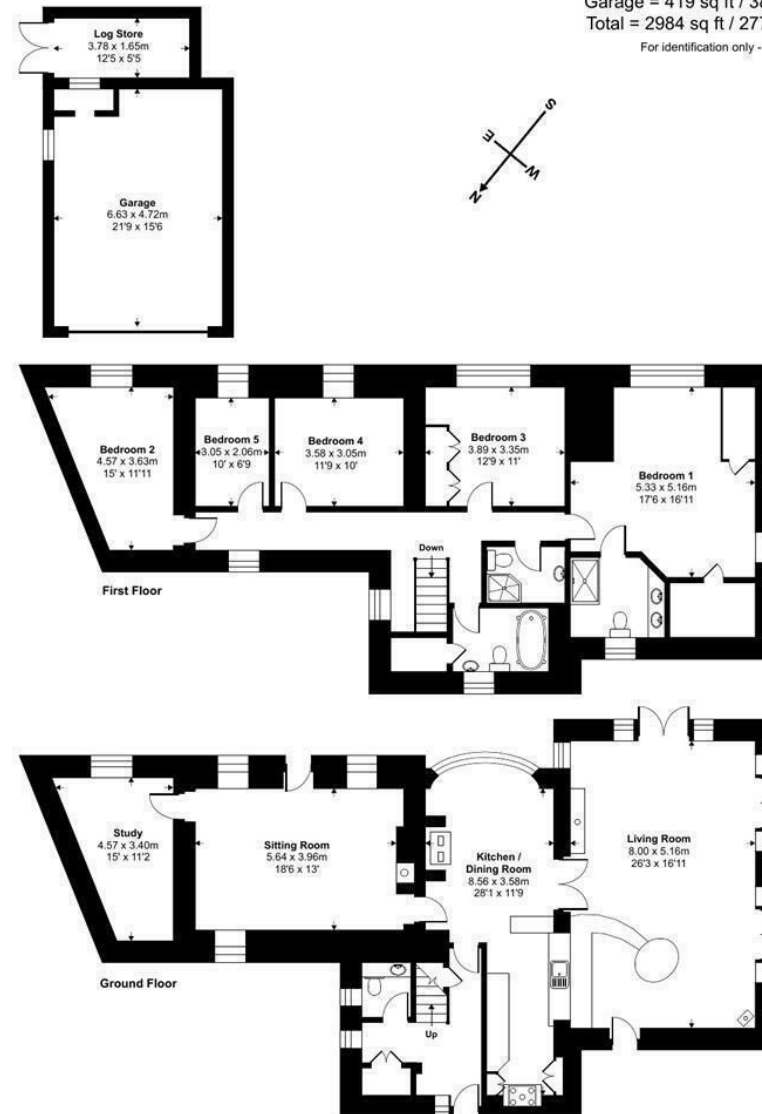 Garage = 419 sq ft /
Total = 2984 sq ft /
For identification only -
Log Store
3.78 x 1.65m
12'5 x 5'5
S
E
W
N
Garage
6.63 x 4.72m
21'9 x 15'6
Bedroom 2
4.57 x 3.63m
15' x 11'11
Bedroom 5
3.05 x 2.06m
10' x 6'9
Bedroom 4
3.58 x 3.05m
11'9 x 10'
Bedroom 3
3.89 x 3.35m
12'9 x 11'
Bedroom 1
5.33 x 5.16m
17'6 x 16'11
Down
First Floor
Study
4.57 x 3.40m
15' x 11'2
Sitting Room
5.64 x 3.96m
18'6 x 13'
Kitchen /
Dining Room
8.56 x 3.58m
28'1 x 11'9
Living Room
8.00 x 5.16m
26'3 x 16'11
Ground Floor
Up